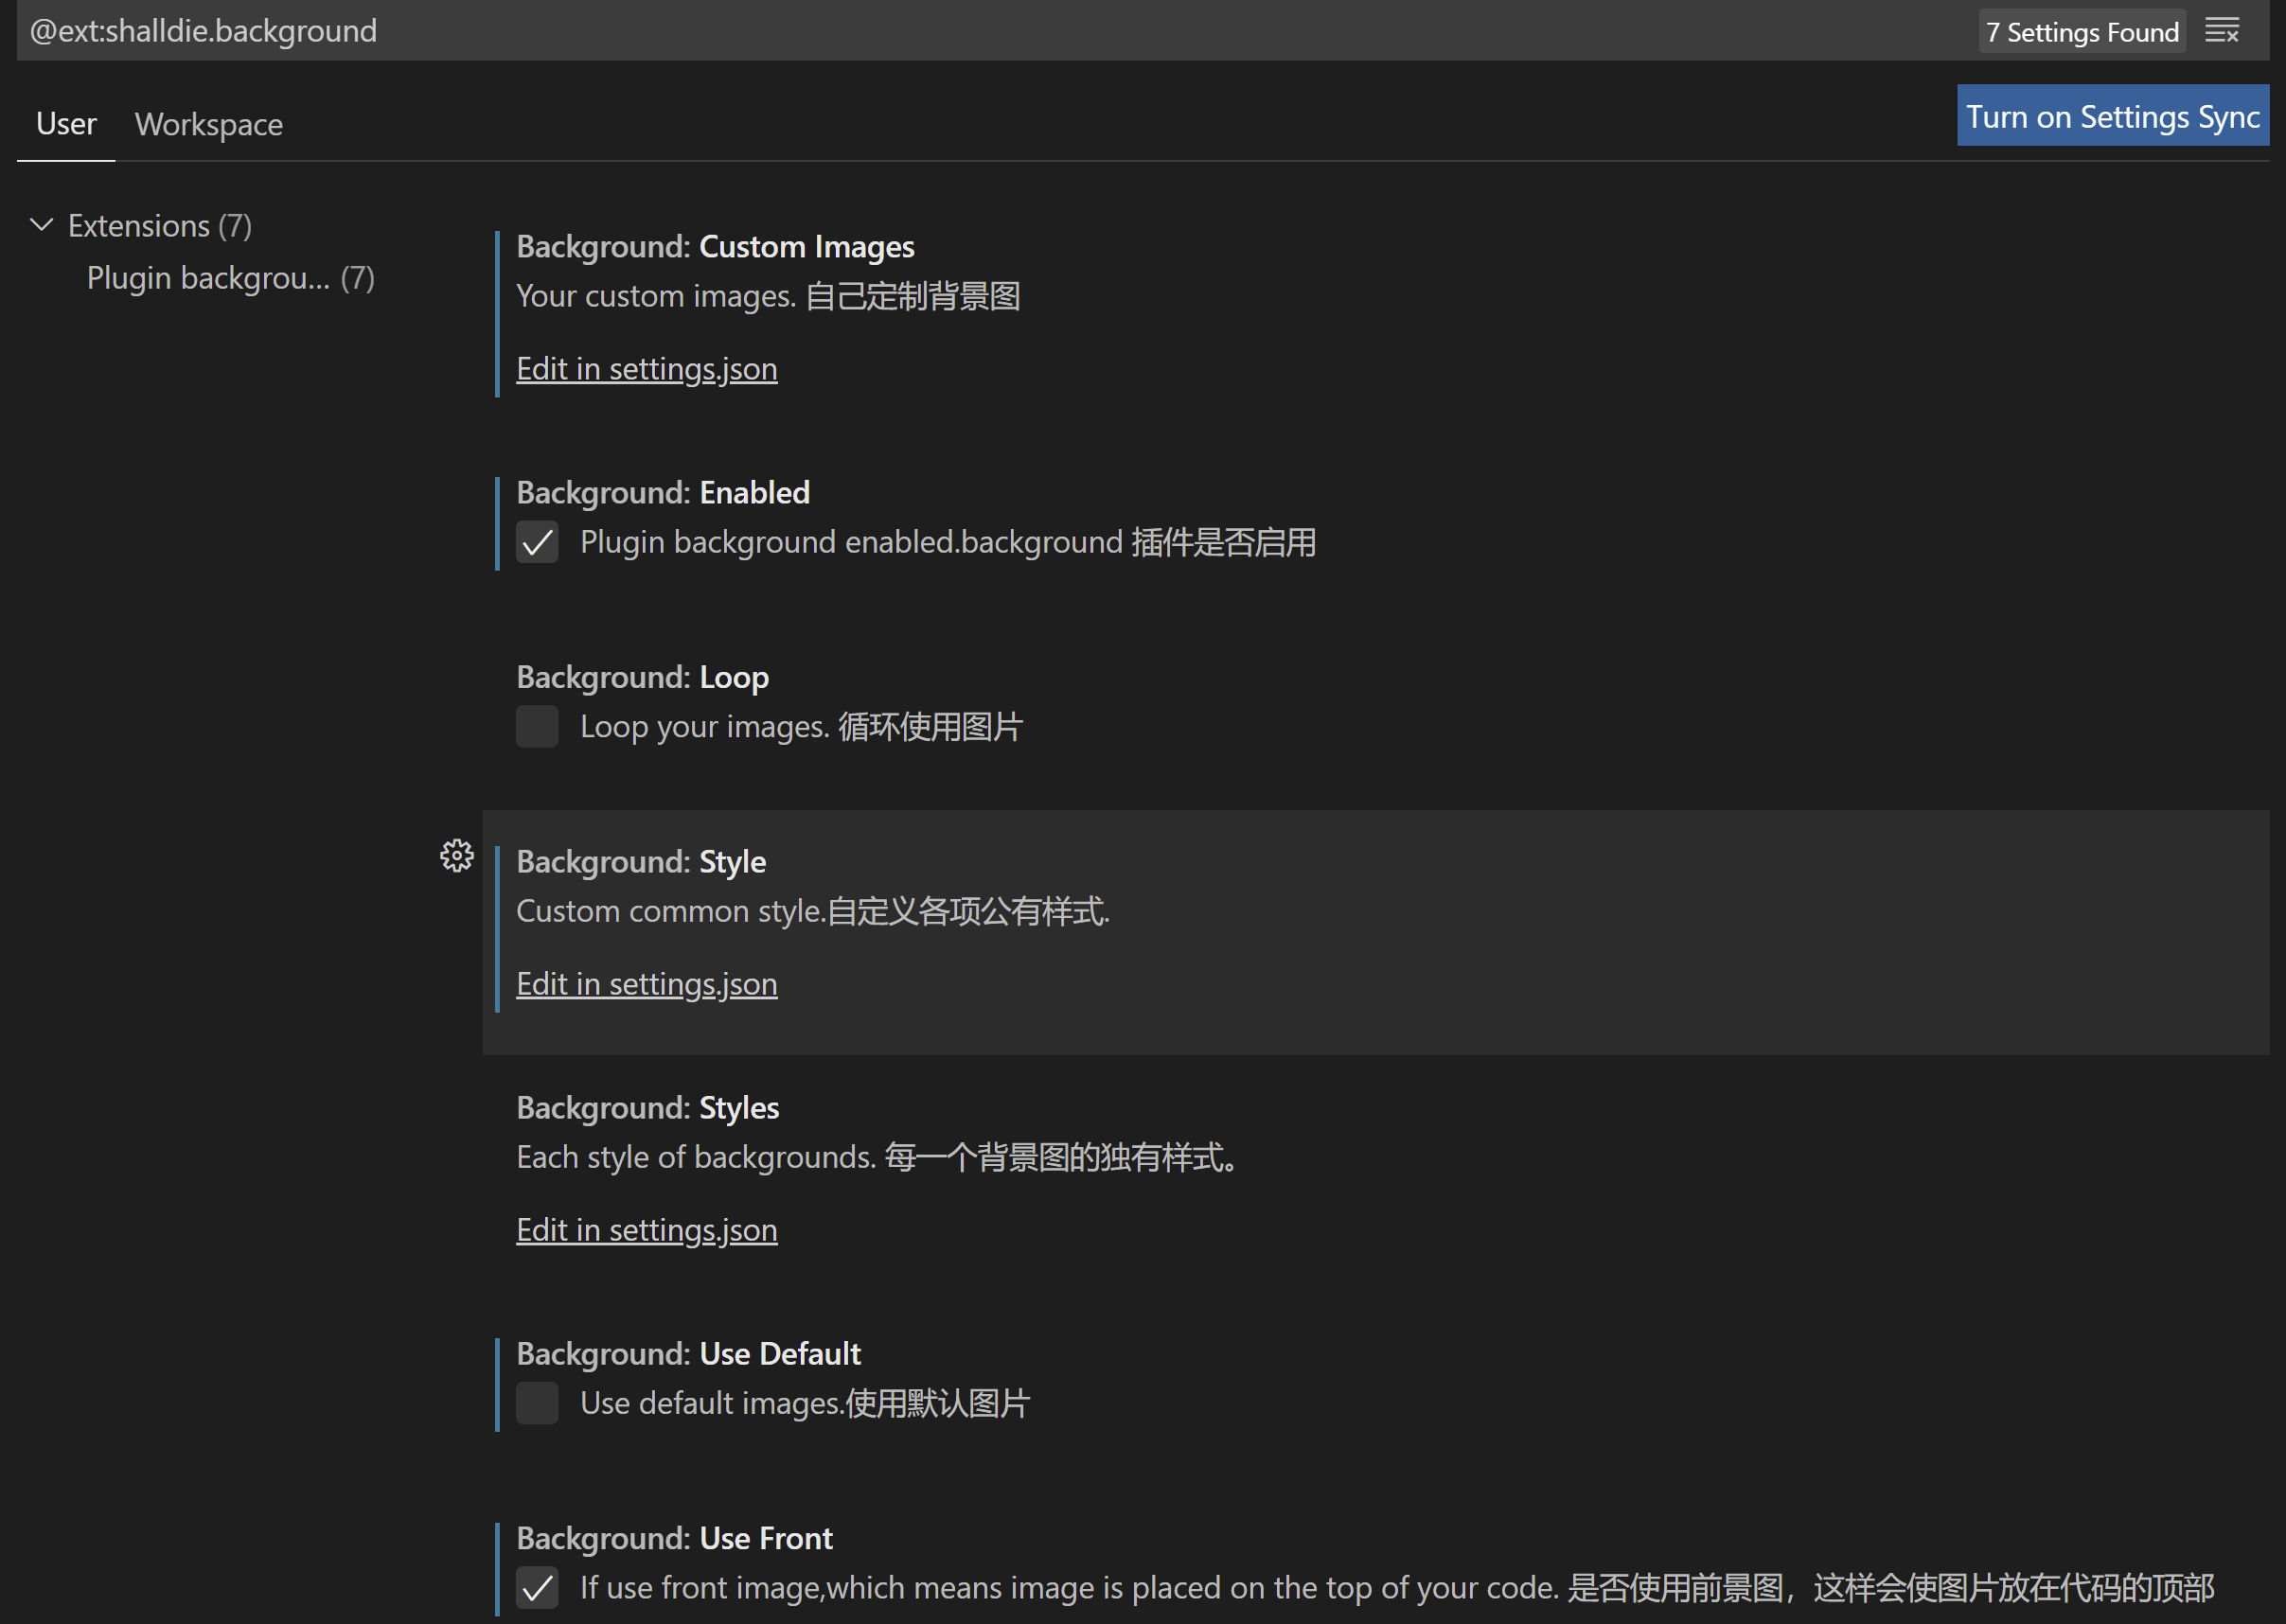 @ext:shalldie.background
7 Settings Found
User
Workspace
Turn on Settings Sync
Extensions (7)
Plugin backgrou... (7)
Background: Custom Images
Your custom images. 自己定制背景图
Edit in settings.json
Background: Enabled
Plugin background enabled.background 插件是否启用
Background: Loop
Loop your images. 循环使用图片
Background: Style
Custom common style.自定义各项公有样式.
Edit in settings.json
Background: Styles
Each style of backgrounds. 每一个背景图的独有样式。
Edit in settings.json
Background: Use Default
Use default images.使用默认图片
Background: Use Front
If use front image,which means image is placed on the top of your code. 是否使用前景图，这样会使图片放在代码的顶部